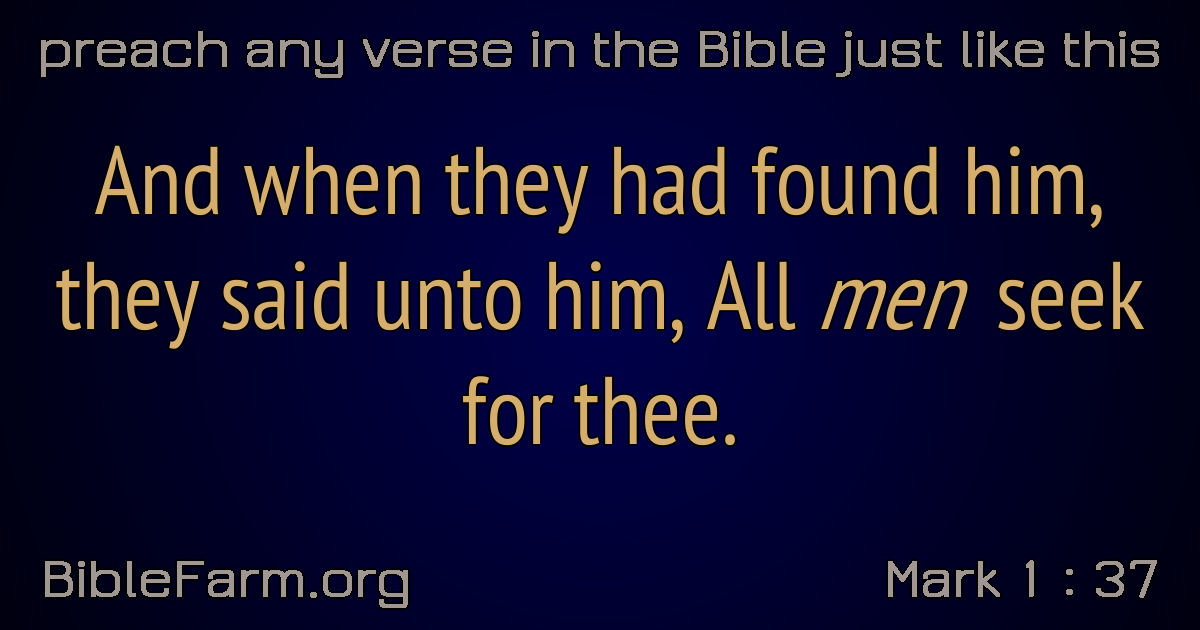 preach any verse in the Bible just like this
And when they had found him,
they said unto him, All men seek
for thee.
BibleFarm.org
Mark 1 : 37